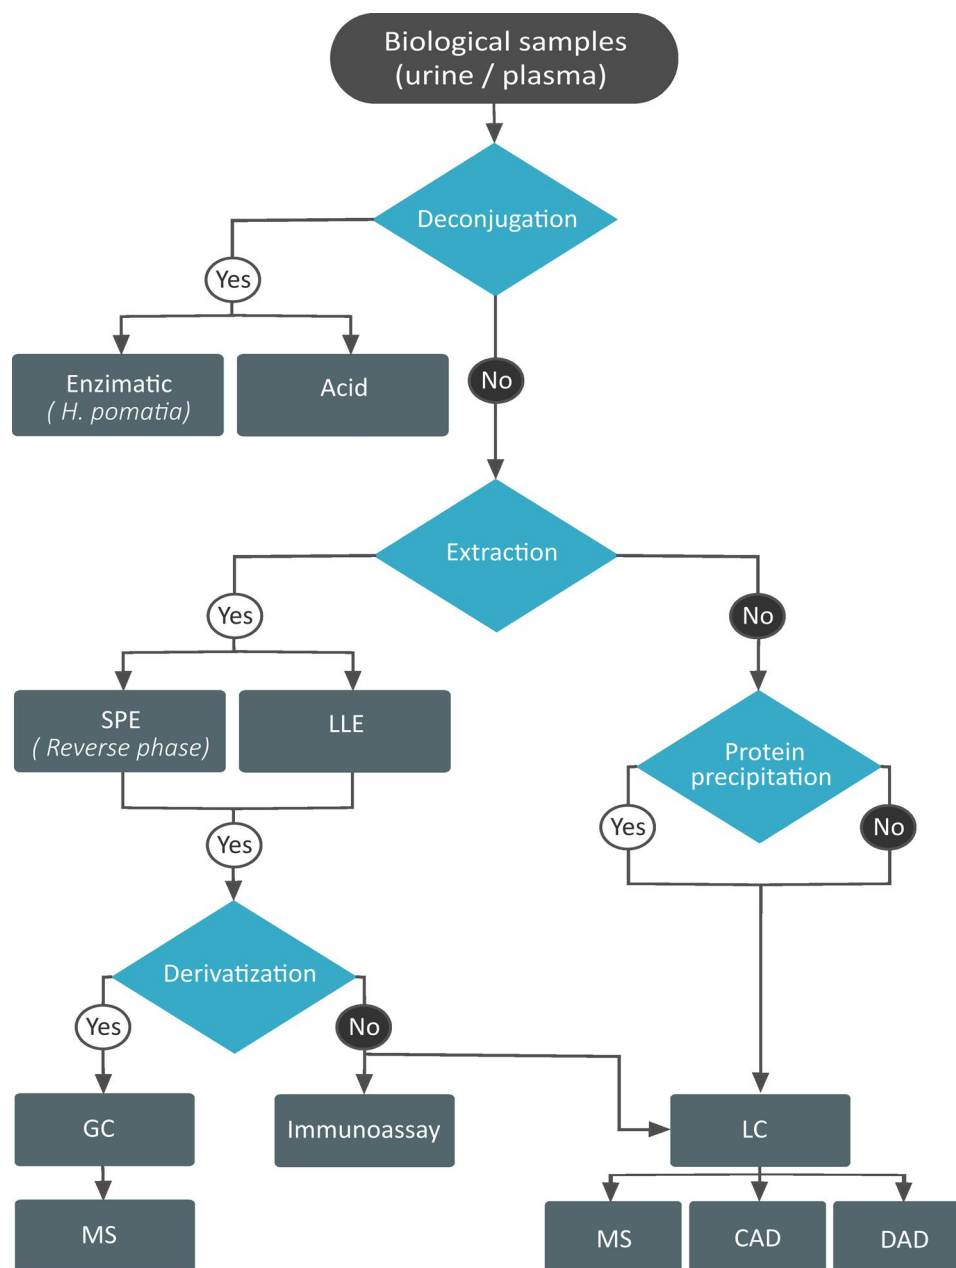 Biological samples
(urine / plasma)
Deconjugation
Yes
No
Enzimatic
( H. pomatia)
Acid
Extraction
Yes
No
SPE
( Reverse phase)
LLE
Protein
precipitation
Yes
No
Yes
Derivatization
Yes
No
GC
Immunoassay
LC
MS
MS
CAD
DAD